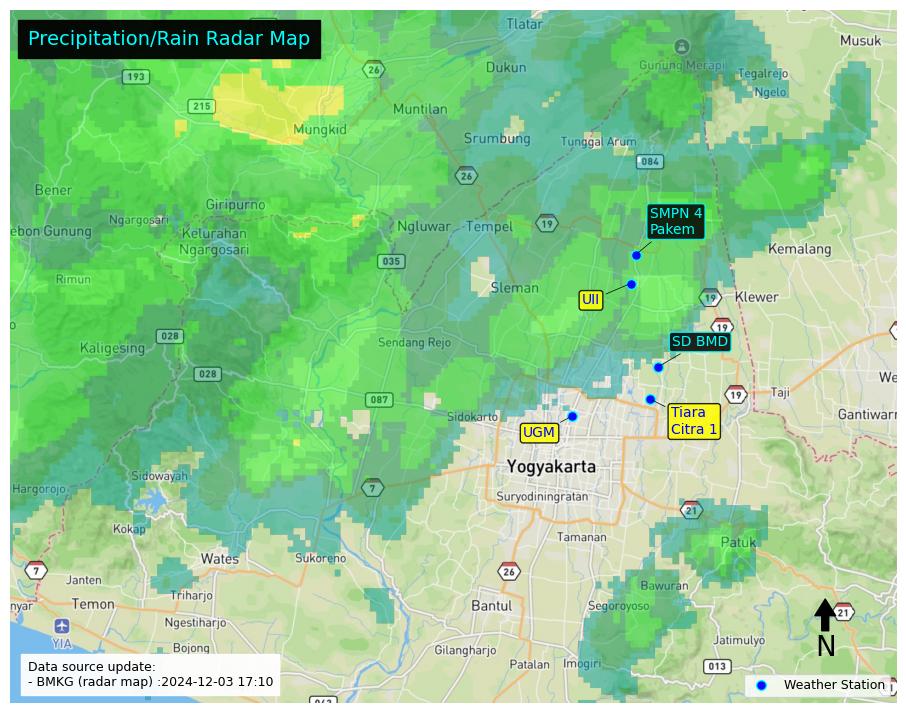 Precipitation/Rain Radar Map
Tlatar
Musuk
Gunung Merapi
Tegalrejo
Ngelo
Dukun
26
193
215
Muntilan
Mungkid
Srumbung
Tunggal Arum
084
26
Bener
Giripurno
Ngargosari
ebon Gunung
Kelurahan
Ngargosari
Ngluwar
Tempel
19
SMPN 4
Pakem
Kemalang
035
Rimun
Sleman
UII
19
Klewer
19
028
Kaligesing
Sendang Rejo
SD BMD
028
We
087
19
Taji
Sidokarto
Tiara
Citra 1
Gantiwar
UGM
Yogyakarta
Sidowayah
Hargorojo
7
Suryodiningratan
21
Kokap
Tamanan
Patuk
Wates
Sukoreno
7
26
Janten
Bawuran
Triharjo
nyar
Temon
Bantul
Segoroyoso
21
Ngestiharjo
YIA
N
Bojong
Gilangharjo
Jatimulyo
Patalan
Imogiri
013
Data source update:
- BMKG (radar map) :2024-12-03 17:10
Weather Station